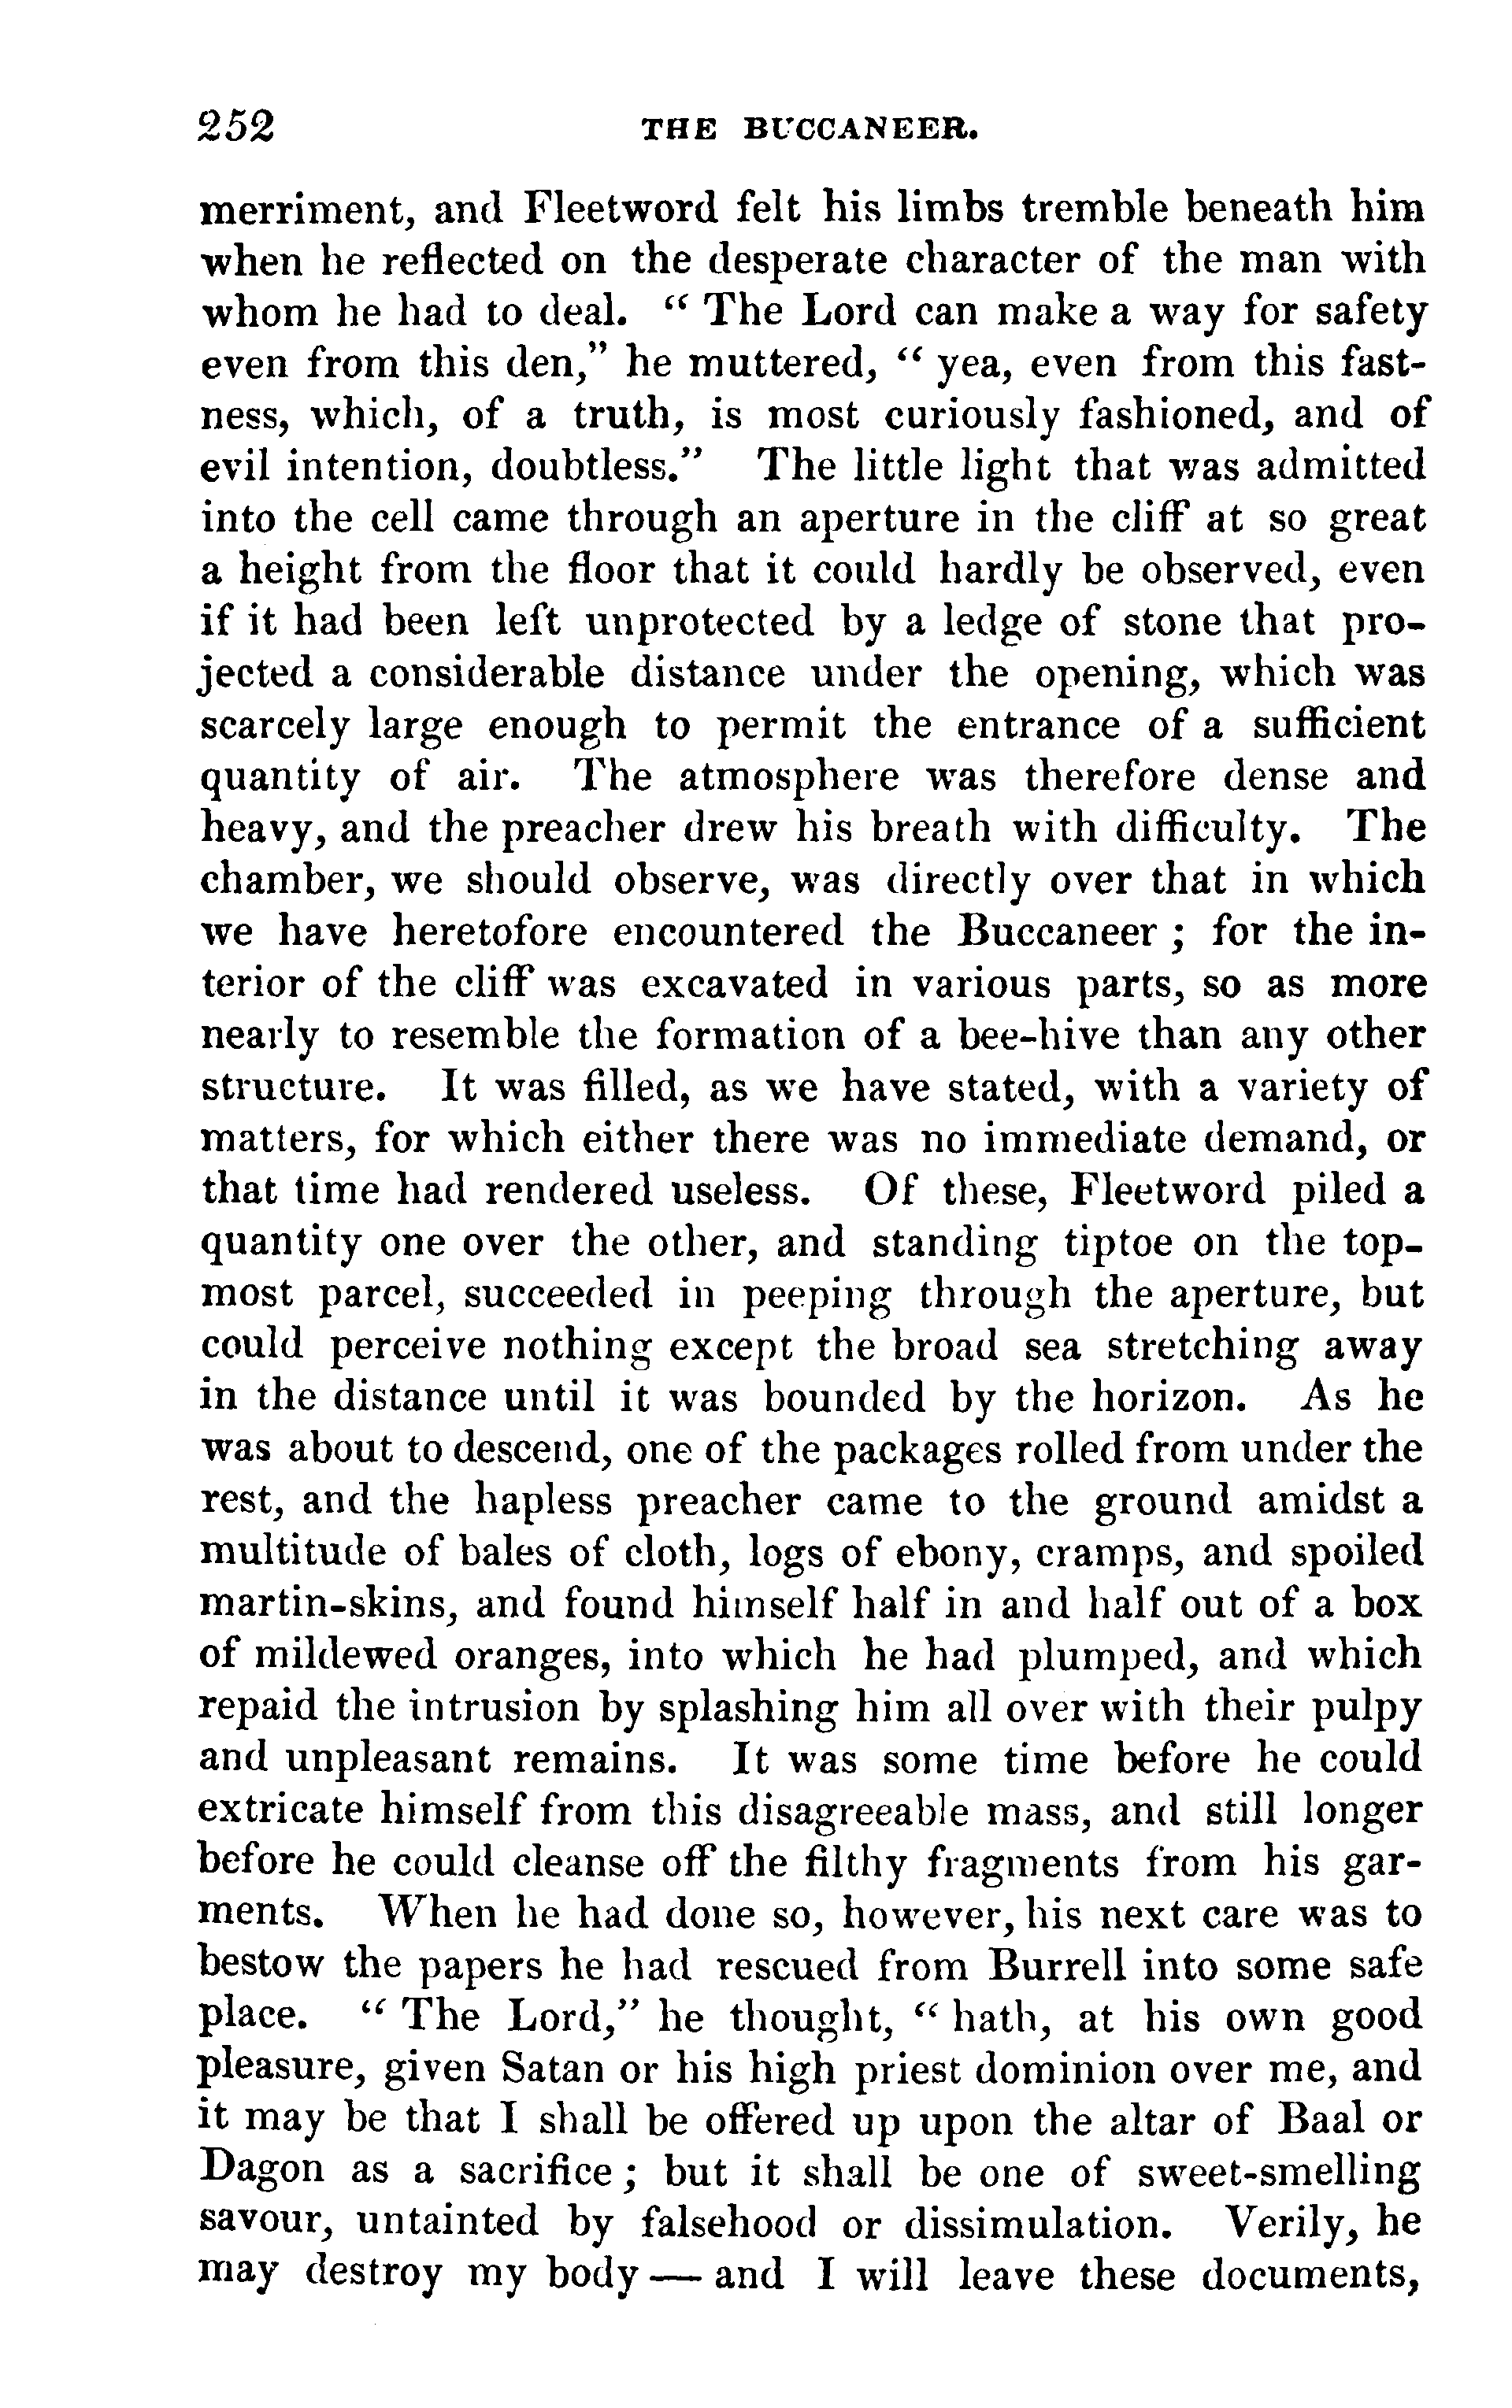 252 THE BUCCANEER.
merriment, and Fleetword felt his limbs tremble beneath him
when he reflected on the desperate character of the man with
whom he had to deal. “ The Lord can make a way for safety
even from this den,” he muttered, “ yea, even from this fast-
ness, which, of a truth, is most curiously fashioned, and of
evil intention, doubtless.” The little light that was admitted
into the cell came through an aperture in the cliff at so great
a height from the floor that it could hardly be observed, even
if it had been left unprotected by a ledge of stone that pro-
jected a considerable distance under the opening, which was
scarcely large enough to permit the entrance of a sufficient
quantity of air. The atmosphere was therefore dense and
heavy, and the preacher drew his breath with difficulty. The
chamber, we should observe, was directly over that in which
we have heretofore encountered the Buccaneer ; for the in-
terior of the cliff was excavated in various parts, so as more
nearly to resemble the formation of a bee-hive than any other
structure. It was filled, as we have stated, with a variety of
matters, for which either there was no immediate demand, or
that time had rendered useless. Of these, Fleetword piled a
quantity one over the other, and standing tiptoe on the top-
most parcel, succeeded in peeping through the aperture, but
could perceive nothing except the broad sea stretching away
in the distance until it was bounded by the horizon. As he
was about to descend, one of the packages rolled from under the
rest, and the hapless preacher came to the ground amidst a
multitude of bales of cloth, logs of ebony, cramps, and spoiled
martin-skins, and found himself half in and half out of a box
of mildewed oranges, into which he had plumped, and which
repaid the intrusion by splashing him all over with their pulpy
and unpleasant remains. It was some time before he could
extricate himself from this disagreeable mass, and still longer
before he could cleanse off the filthy fragments from his gar-
ments. When he had done so, however, his next care was to
bestow the papers he had rescued from Burrell into some safe
place. “ The Lord,” he thought, “ hath, at his own good
pleasure, given Satan or his high priest dominion over me, and
it may be that I shall be offered up upon the altar of Baal or
Dagon as a sacrifice ; but it shall be one of sweet-smelling
savour, untainted by falsehood or dissimulation. Verily, he
may destroy my body — and I will leave these documents,